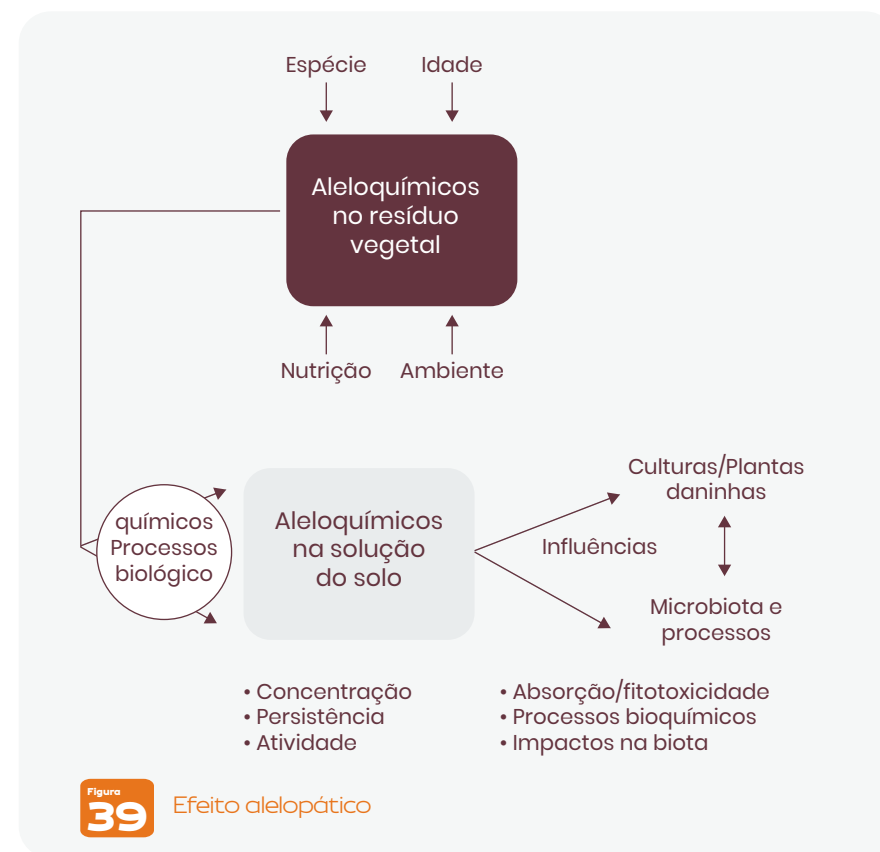 Espécie
Idade
Aleloquímicos
no resíduo
vegetal
Nutrição
Ambiente
químicos
Processos
biológico
Aleloquímicos
na solução
do solo
Influências
Culturas/Plantas
daninhas
Microbiota e
processos
• Concentração
• Persistência
• Atividade
• Absorção/fitotoxicidade
• Processos bioquímicos
• Impactos na biota
Figura
39
Efeito alelopático